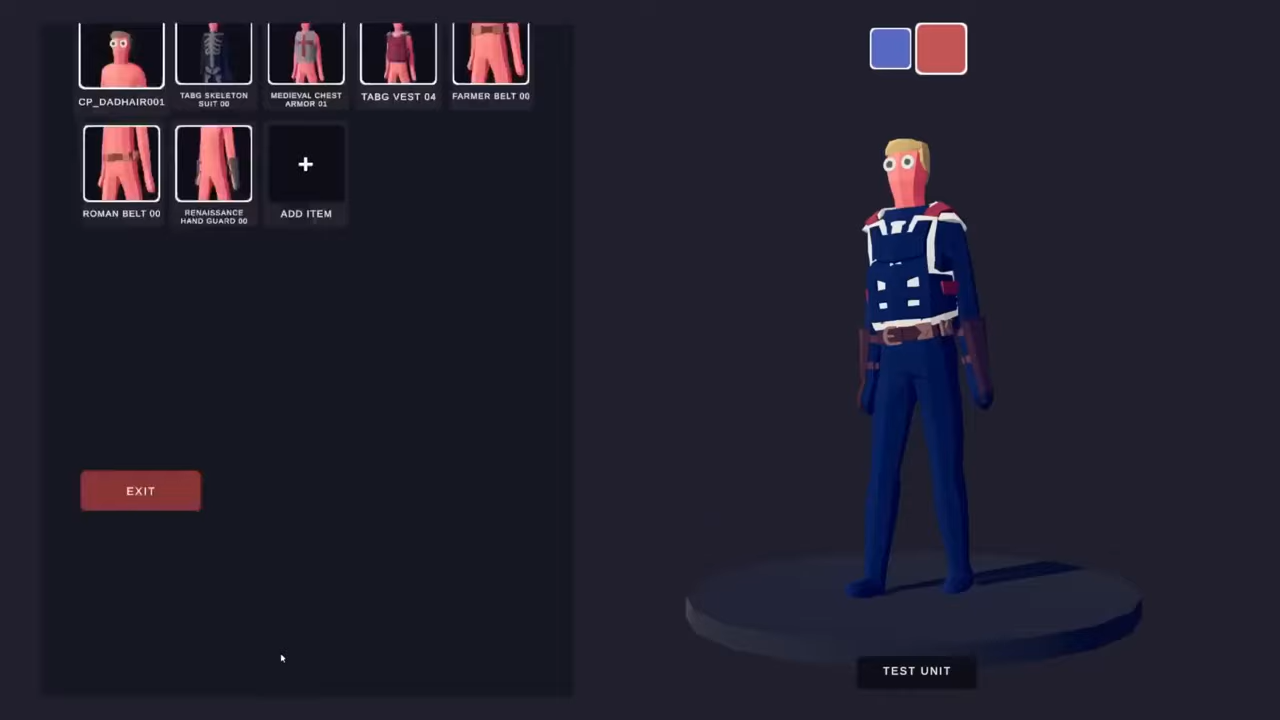 CP_DADHAIR001
TABG SKELETON
SUIT 00
MEDIEVAL CHEST
ARMOR 01
TABG VEST 04
FARMER BELT 00
ROMAN BELT 00
RENAISSANCE
HAND GUARD 00
+
ADD ITEM
EXIT
TEST UNIT